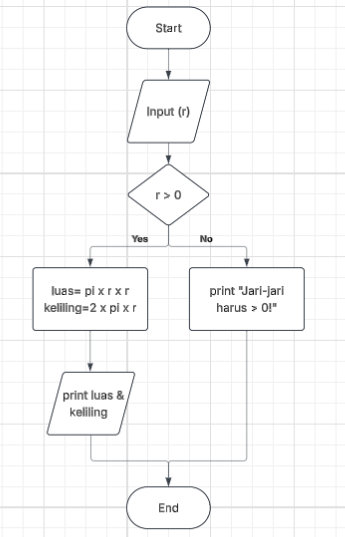 Start
Input (r)
r > 0
Yes
No
luas= pi x r x r
keliling=2 x pi x r
print "Jari-jari
harus > 0!"
print luas &
keliling
End